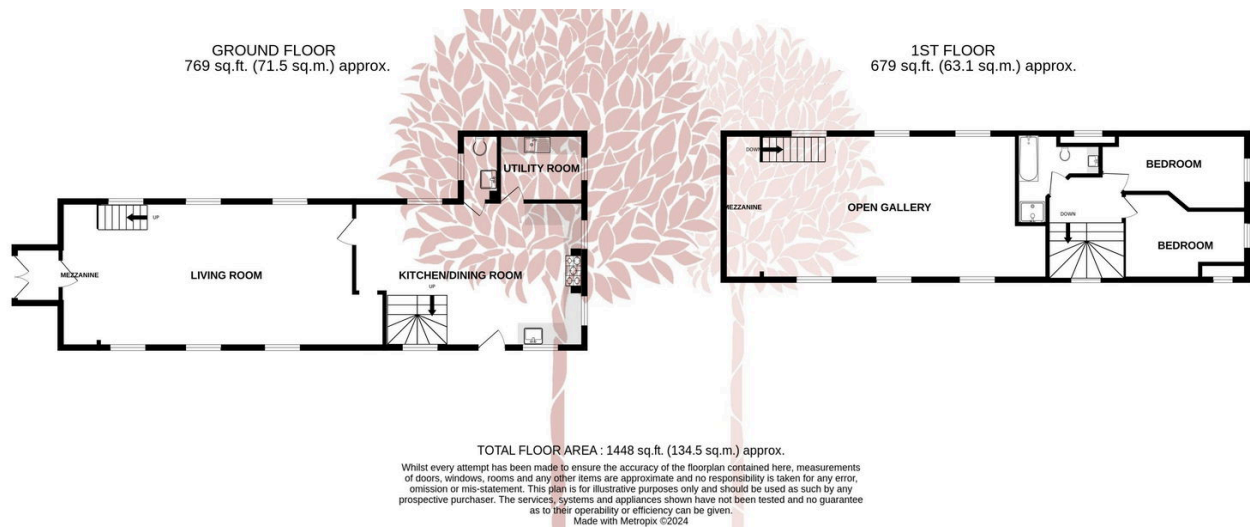 GROUND FLOOR
769 sq.ft. (71.5 sq.m.) approx.
1ST FLOOR
679 sq.ft. (63.1 sq.m.) approx.
UTILITY ROOM
UP
MEZZANINE
LIVING ROOM
KITCHEN/DINING ROOM
UP
DOWN
BEDROOM
MEZZANINE
OPEN GALLERY
DOWN
BEDROOM
TOTAL FLOOR AREA : 1448 sq.ft. (134.5 sq.m.) approx.
Whilst every attempt has been made to ensure the accuracy of the floorplan contained here, measurements
of doors, windows, rooms and any other items are approximate and no responsibility is taken for any error,
omission or mis-statement. This plan is for illustrative purposes only and should be used as such by any
prospective purchaser. The services, systems and appliances shown have not been tested and no guarantee
as to their operability or efficiency can be given.
Made with Metropix ©2024